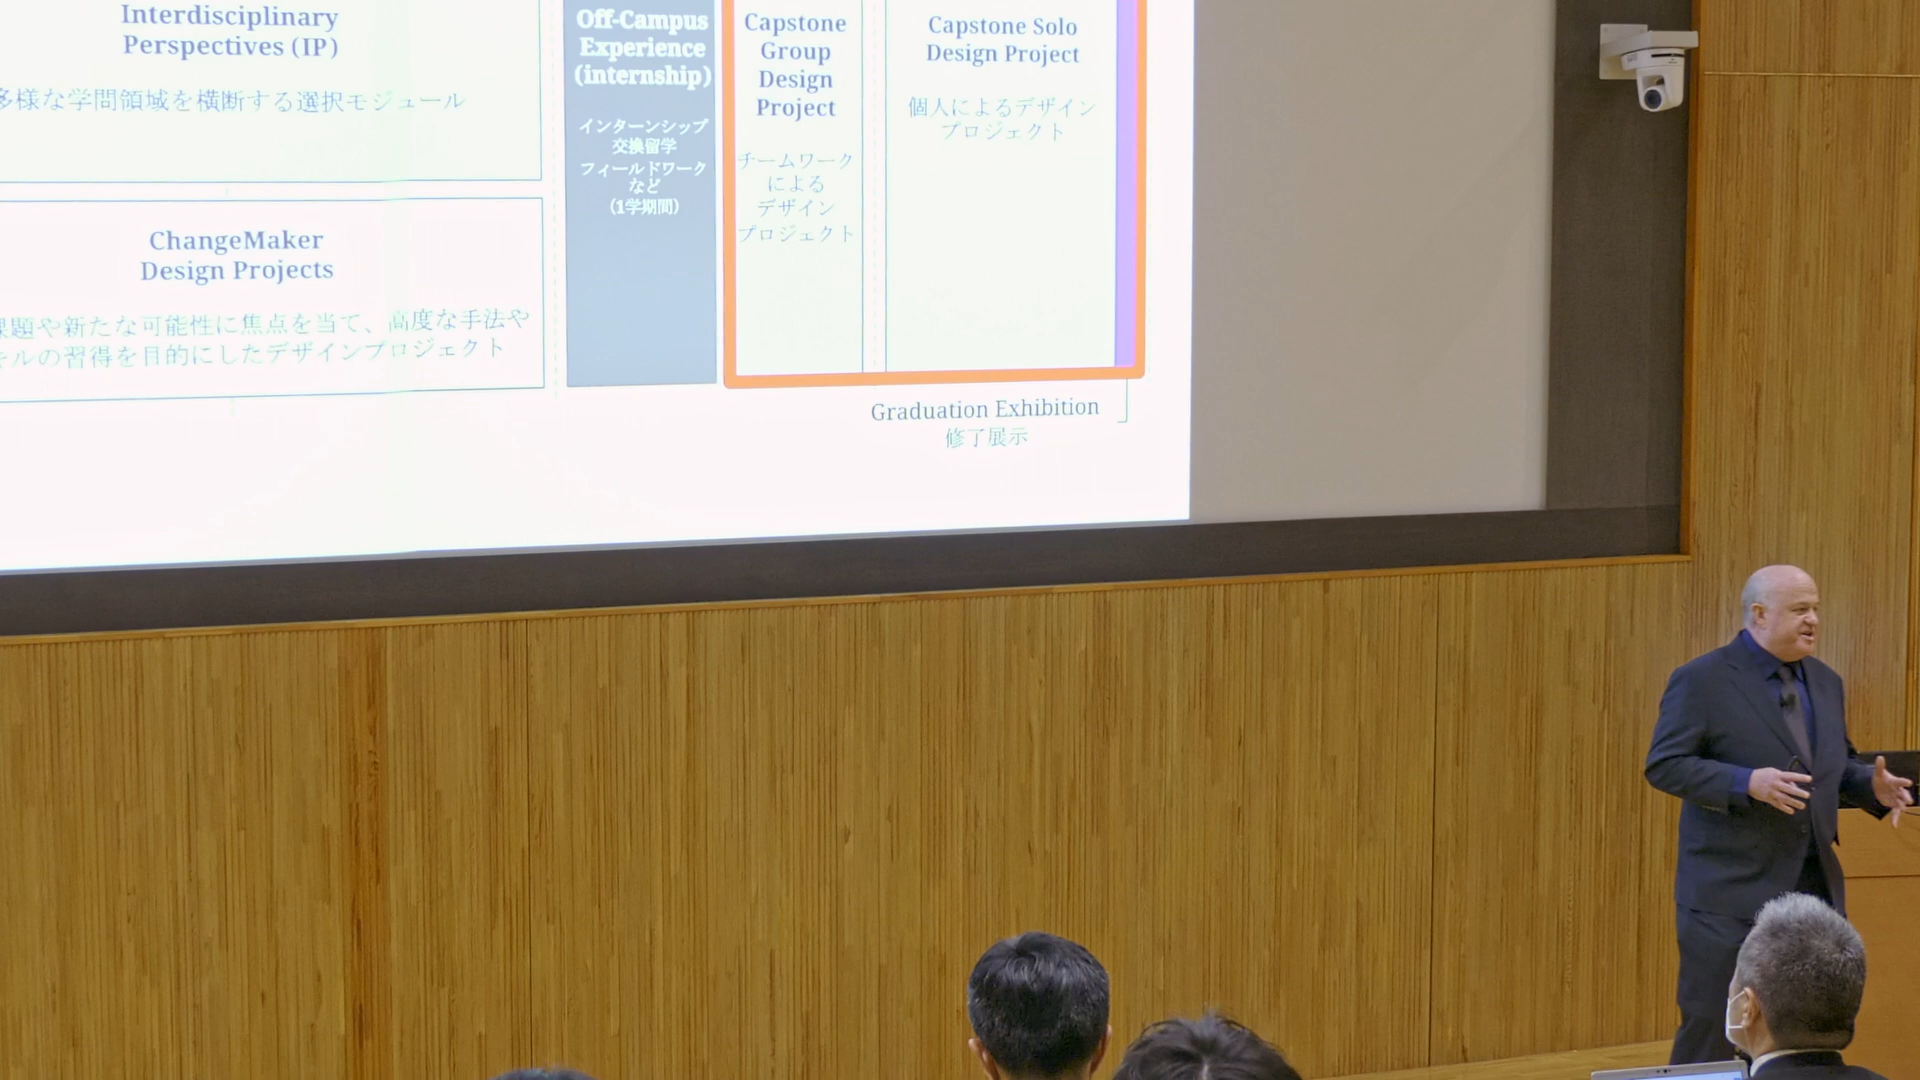 Interdisciplinary
Perspectives (IP)
多様な学問領域を横断する選択モジュール
ChangeMaker
Design Projects
課題や新たな可能性に焦点を当て、高度な手法や
キルの習得を目的にしたデザインプロジェクト
Off-Campus
Experience
(internship)
インターンシップ
交換留学
フィールドワーク
など
(1学期間)
Capstone
Group
Design
Project
チームワーク
による
デザイン
プロジェクト
Capstone Solo
Design Project
個人によるデザイン
プロジェクト
Graduation Exhibition
修了展示